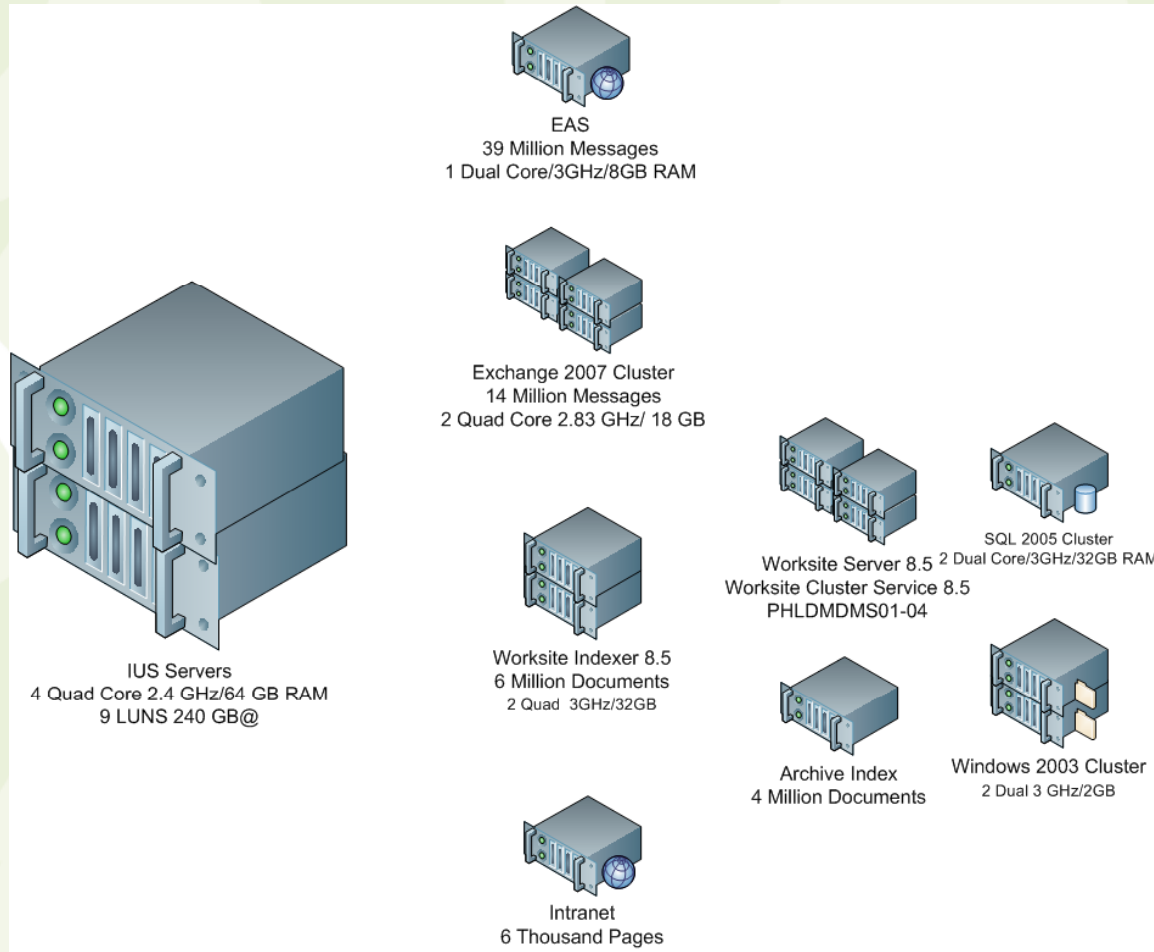 EAS
39 Million Messages
1 Dual Core/3GHz/8GB RAM
Exchange 2007 Cluster
14 Million Messages
2 Quad Core 2.83 GHz/ 18 GB
IUS Servers
4 Quad Core 2.4 GHz/64 GB RAM
9 LUNS 240 GB@
Worksite Indexer 8.5
6 Million Documents
2 Quad 3GHz/32GB
Worksite Server 8.5
Worksite Cluster Service 8.5
PHLDMDMS01-04
SQL 2005 Cluster
2 Dual Core/3GHz/32GB RAM
Archive Index
4 Million Documents
Windows 2003 Cluster
2 Dual 3 GHz/2GB
Intranet
6 Thousand Pages